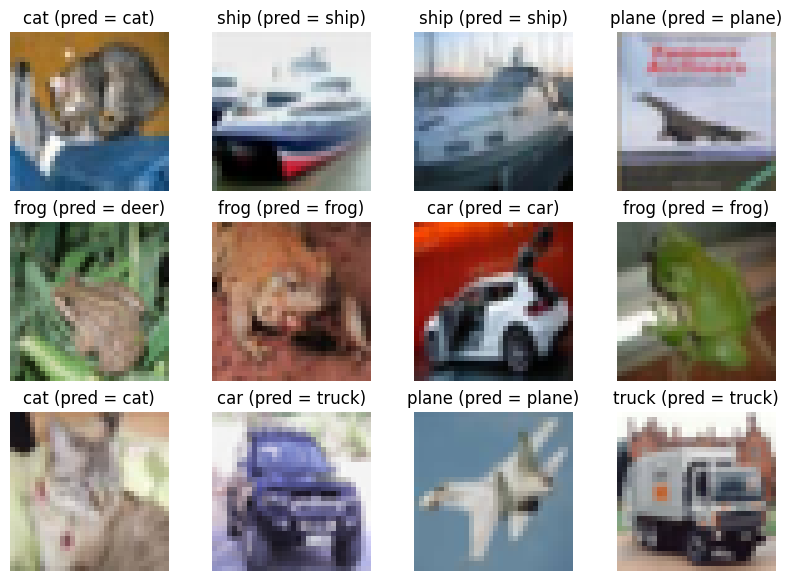 cat (pred = cat)
ship (pred = ship)
ship (pred = ship)
plane (pred = plane)
frog (pred = deer)
frog (pred = frog)
car (pred = car)
frog (pred = frog)
cat (pred = cat)
car (pred = truck)
plane (pred = plane)
truck (pred = truck)